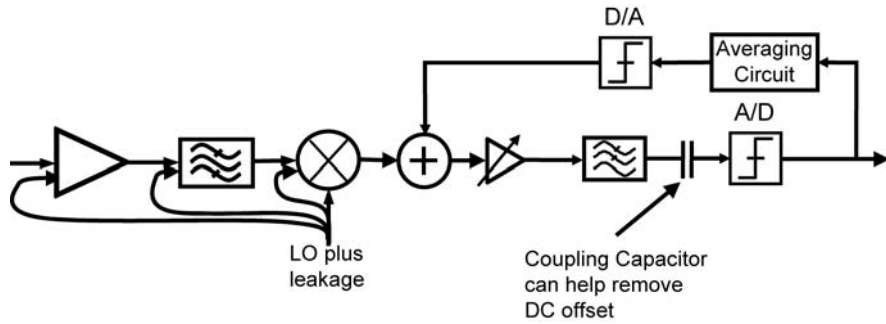 D/A
Averaging
Circuit
A/D
LO plus
leakage
Coupling Capacitor
can help remove
DC offset